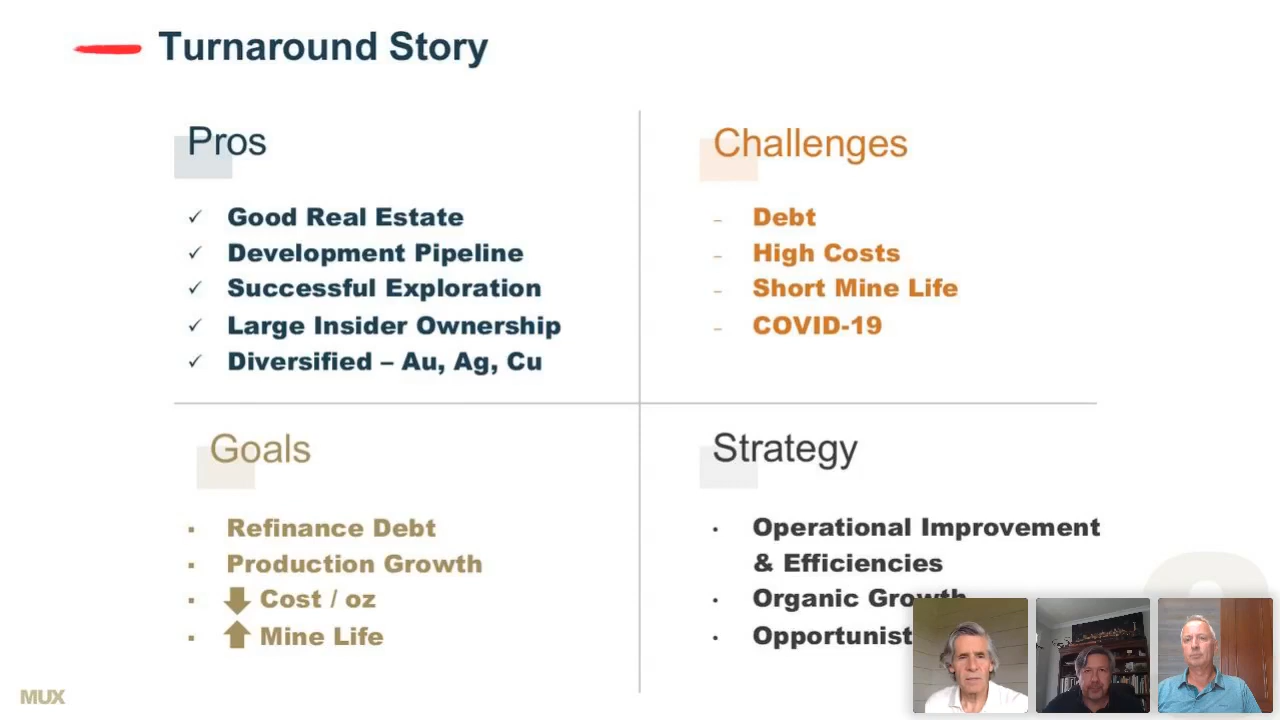 Turnaround Story
Pros
✓ Good Real Estate
✓ Development Pipeline
✓ Successful Exploration
✓ Large Insider Ownership
✓ Diversified – Au, Ag, Cu
Challenges
– Debt
– High Costs
– Short Mine Life
– COVID-19
Goals
▪ Refinance Debt
▪ Production Growth
▪ Cost / oz
▪ Mine Life
Strategy
• Operational Improvement
& Efficiencies
• Organic Growth
•
MUX